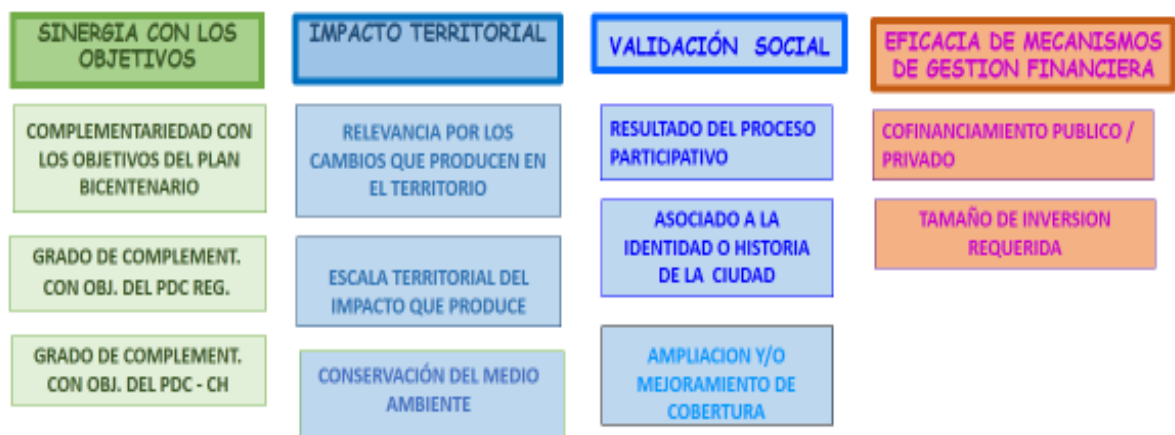 SINERGIA CON LOS
OBJETIVOS
COMPLEMENTARIEDAD CON
LOS OBJETIVOS DEL PLAN
BICENTENARIO
GRADO DE COMPLEMENT.
CON OBJ. DEL PDC REG.
GRADO DE COMPLEMENT.
CON OBJ. DEL PDC - CH
IMPACTO TERRITORIAL
RELEVANCIA POR LOS
CAMBIOS QUE PRODUCEN EN
EL TERRITORIO
ESCALA TERRITORIAL DEL
IMPACTO QUE PRODUCE
CONSERVACIÓN DEL MEDIO
AMBIENTE
VALIDACIÓN SOCIAL
RESULTADO DEL PROCESO
PARTICIPATIVO
ASOCIADO A LA
IDENTIDAD O HISTORIA
DE LA CIUDAD
AMPLIACION Y/O
MEJORAMIENTO DE
COBERTURA
EFICACIA DE MECANISMOS
DE GESTION FINANCIERA
COFINANCIAMIENTO PUBLICO /
PRIVADO
TAMAÑO DE INVERSION
REQUERIDA